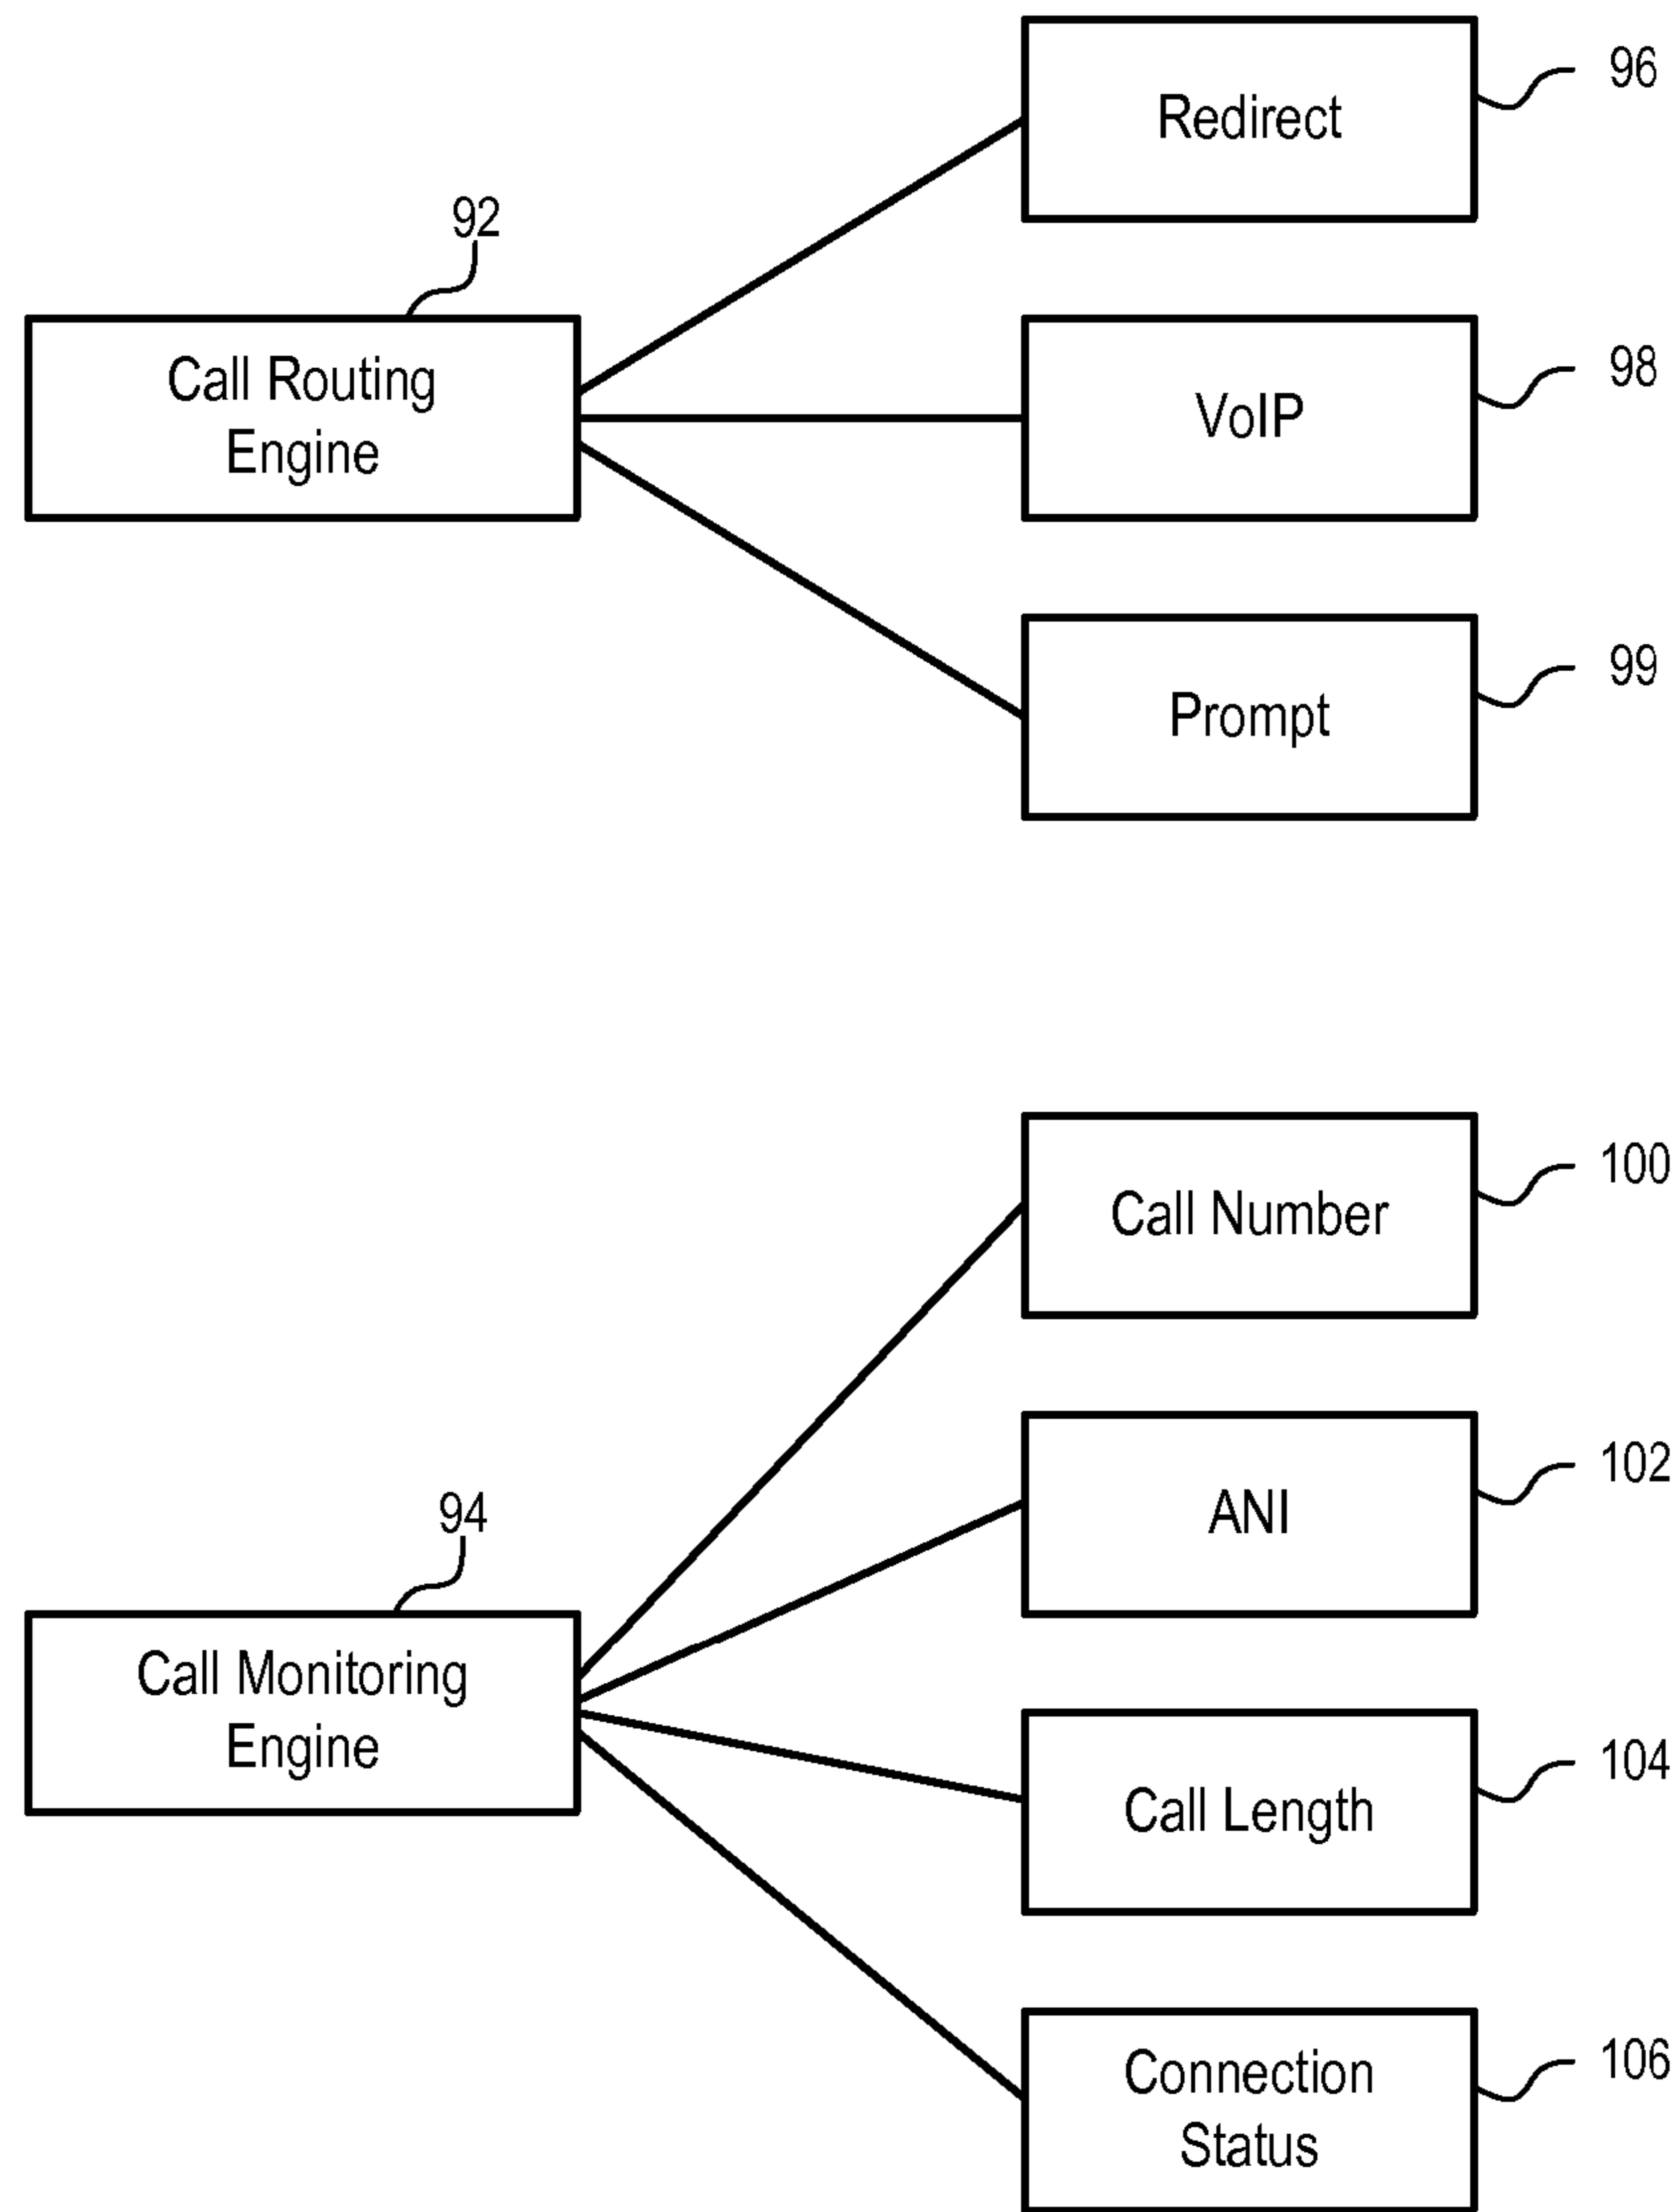 96
Redirect
92
98
Call Routing
Engine
VoIP
99
Prompt
100
Call Number
102
ANI
94
Call Monitoring
Engine
104
Call Length
106
Connection
Status